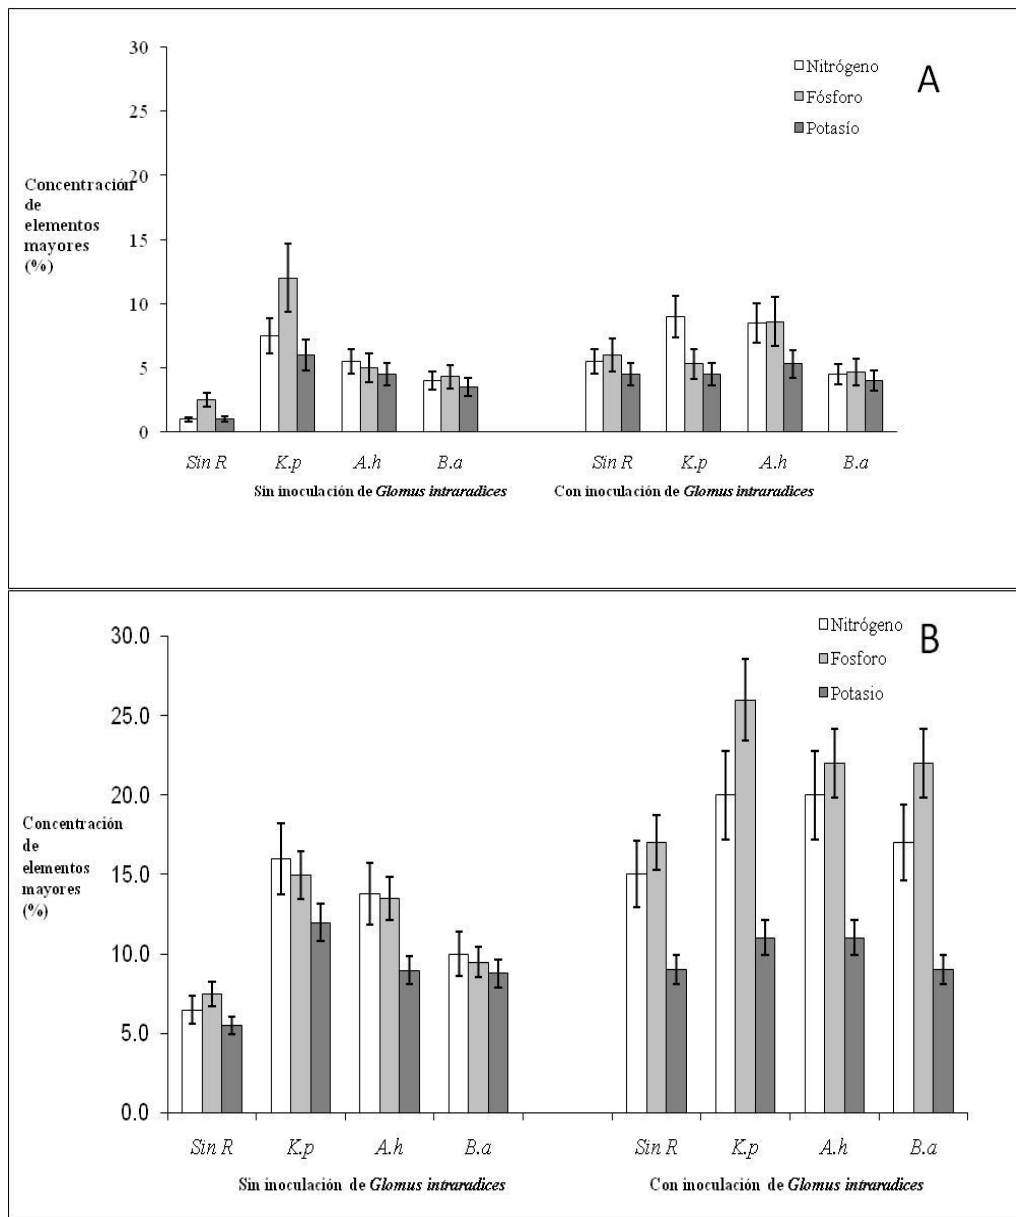 A
30
25
20
15
10
5
0
Concentración
de
elementos
mayores
(%)
Nitrógeno
Fósforo
Potasío
Sin R K.p A.h B.a Sin R K.p A.h B.a
Sin inoculación de Glomus intraradices Con inoculación de Glomus intraradices
B
30.0
25.0
20.0
15.0
10.0
5.0
0.0
Concentración
de
elementos
mayores
(%)
Nitrógeno
Fosforo
Potasio
Sin R K.p A.h B.a Sin R K.p A.h B.a
Sin inoculación de Glomus intraradices Con inoculación de Glomus intraradices